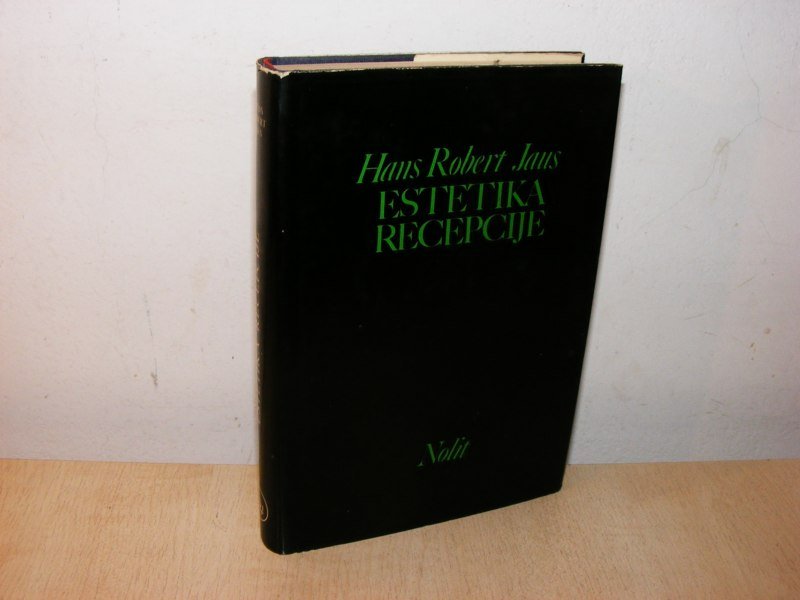 Hans Robert Jaus
ESTETIKA
RECEPCIJE
Nolit